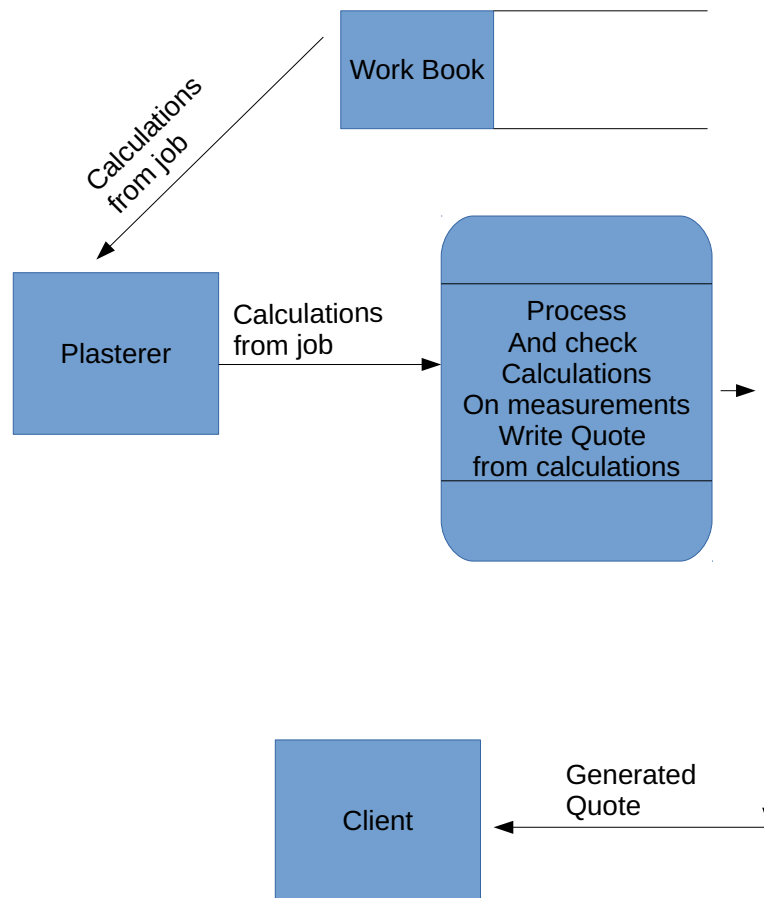 Work Book
Calculations
from job
Plasterer
Calculations
from job
Process
And check
Calculations
On measurements
Write Quote
from calculations
Generated
Quote
Client